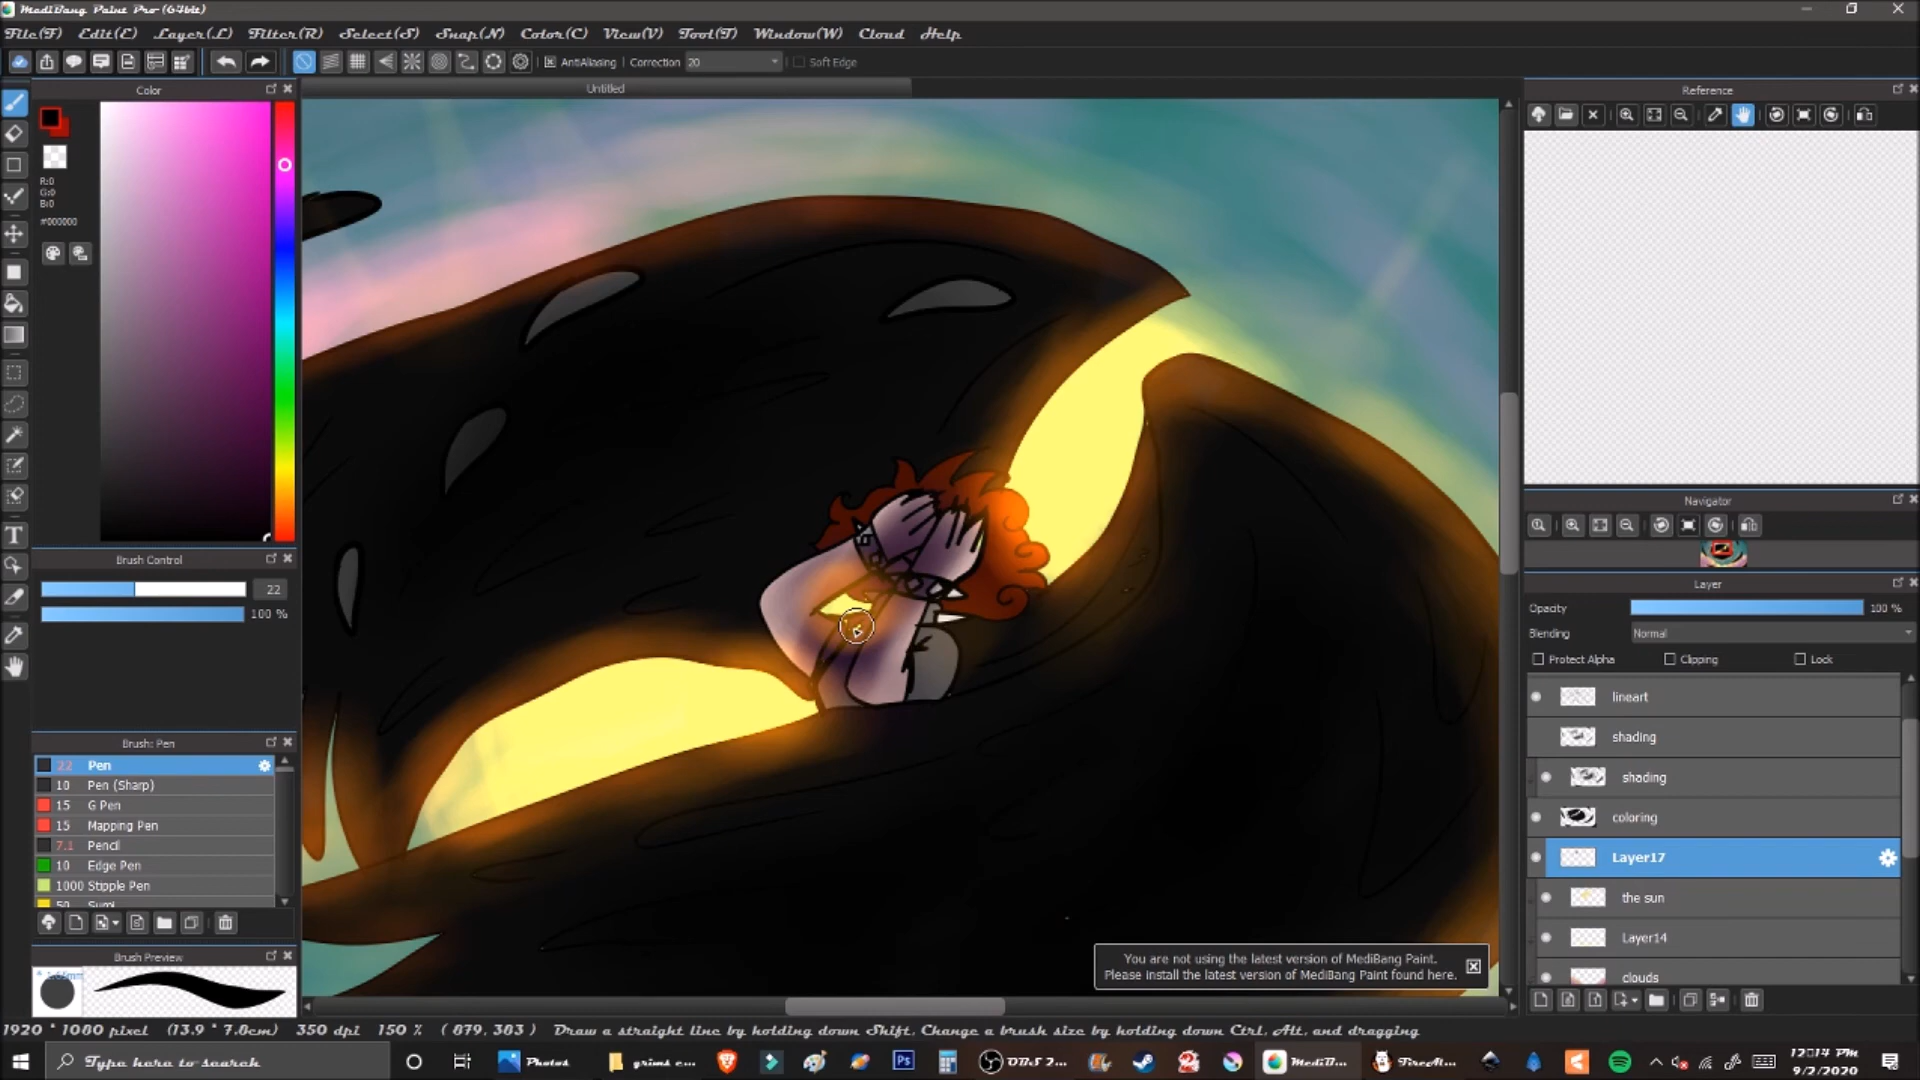 MediBang Paint Pro (64bit)
File(F) Edit(E) Layer(L) Filter(R) Select(S) Snap(N) Color(C) View(V) Tool(T) Window(W) Cloud Help
AntiAliasing Correction 20 Soft Edge
Color
Untitled
Reference
R:0
G:0
B:0
#000000
Brush Control
22
100 %
Brush: Pen
22 Pen
10 Pen (Sharp)
15 G Pen
15 Mapping Pen
7.1 Pencil
10 Edge Pen
1000 Stipple Pen
50 Sumi
Brush Preview
Navigator
Layer
Opacity 100 %
Blending Normal
Protect Alpha Clipping Lock
lineart
shading
shading
coloring
Layer17
the sun
Layer14
clouds
You are not using the latest version of MediBang Paint.
Please install the latest version of MediBang Paint found here.
1920 * 1080 pixel (13.9 * 7.8cm) 350 dpi 150 % ( 879, 383 ) Draw a straight line by holding down Shift, Change a brush size by holding down Ctrl, Alt, and dragging
Type here to search
Photos
grims c...
Ps
OBS 2...
MediB...
FireAl...
12:14 PM
9/2/2020